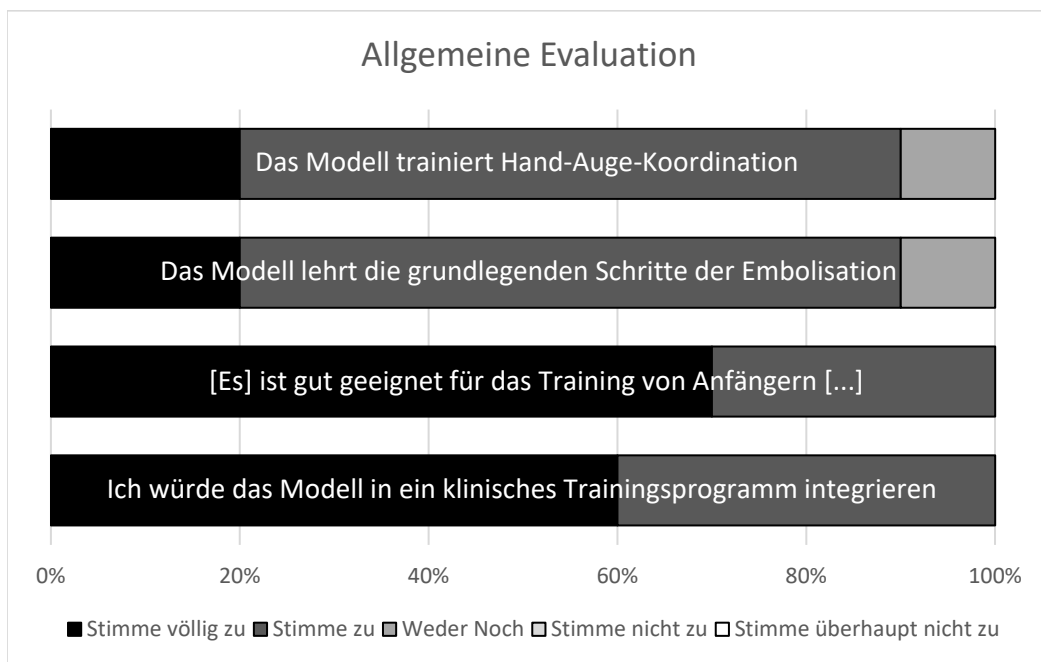 Allgemeine Evaluation
Das Modell trainiert Hand-Auge-Koordination
Das Modell lehrt die grundlegenden Schritte der Embolisation
[Es] ist gut geeignet für das Training von Anfängern [...]
Ich würde das Modell in ein klinisches Trainingsprogramm integrieren
0% 20% 40% 60% 80% 100%
Stimme völlig zu Stimme zu Weder Noch Stimme nicht zu Stimme überhaupt nicht zu